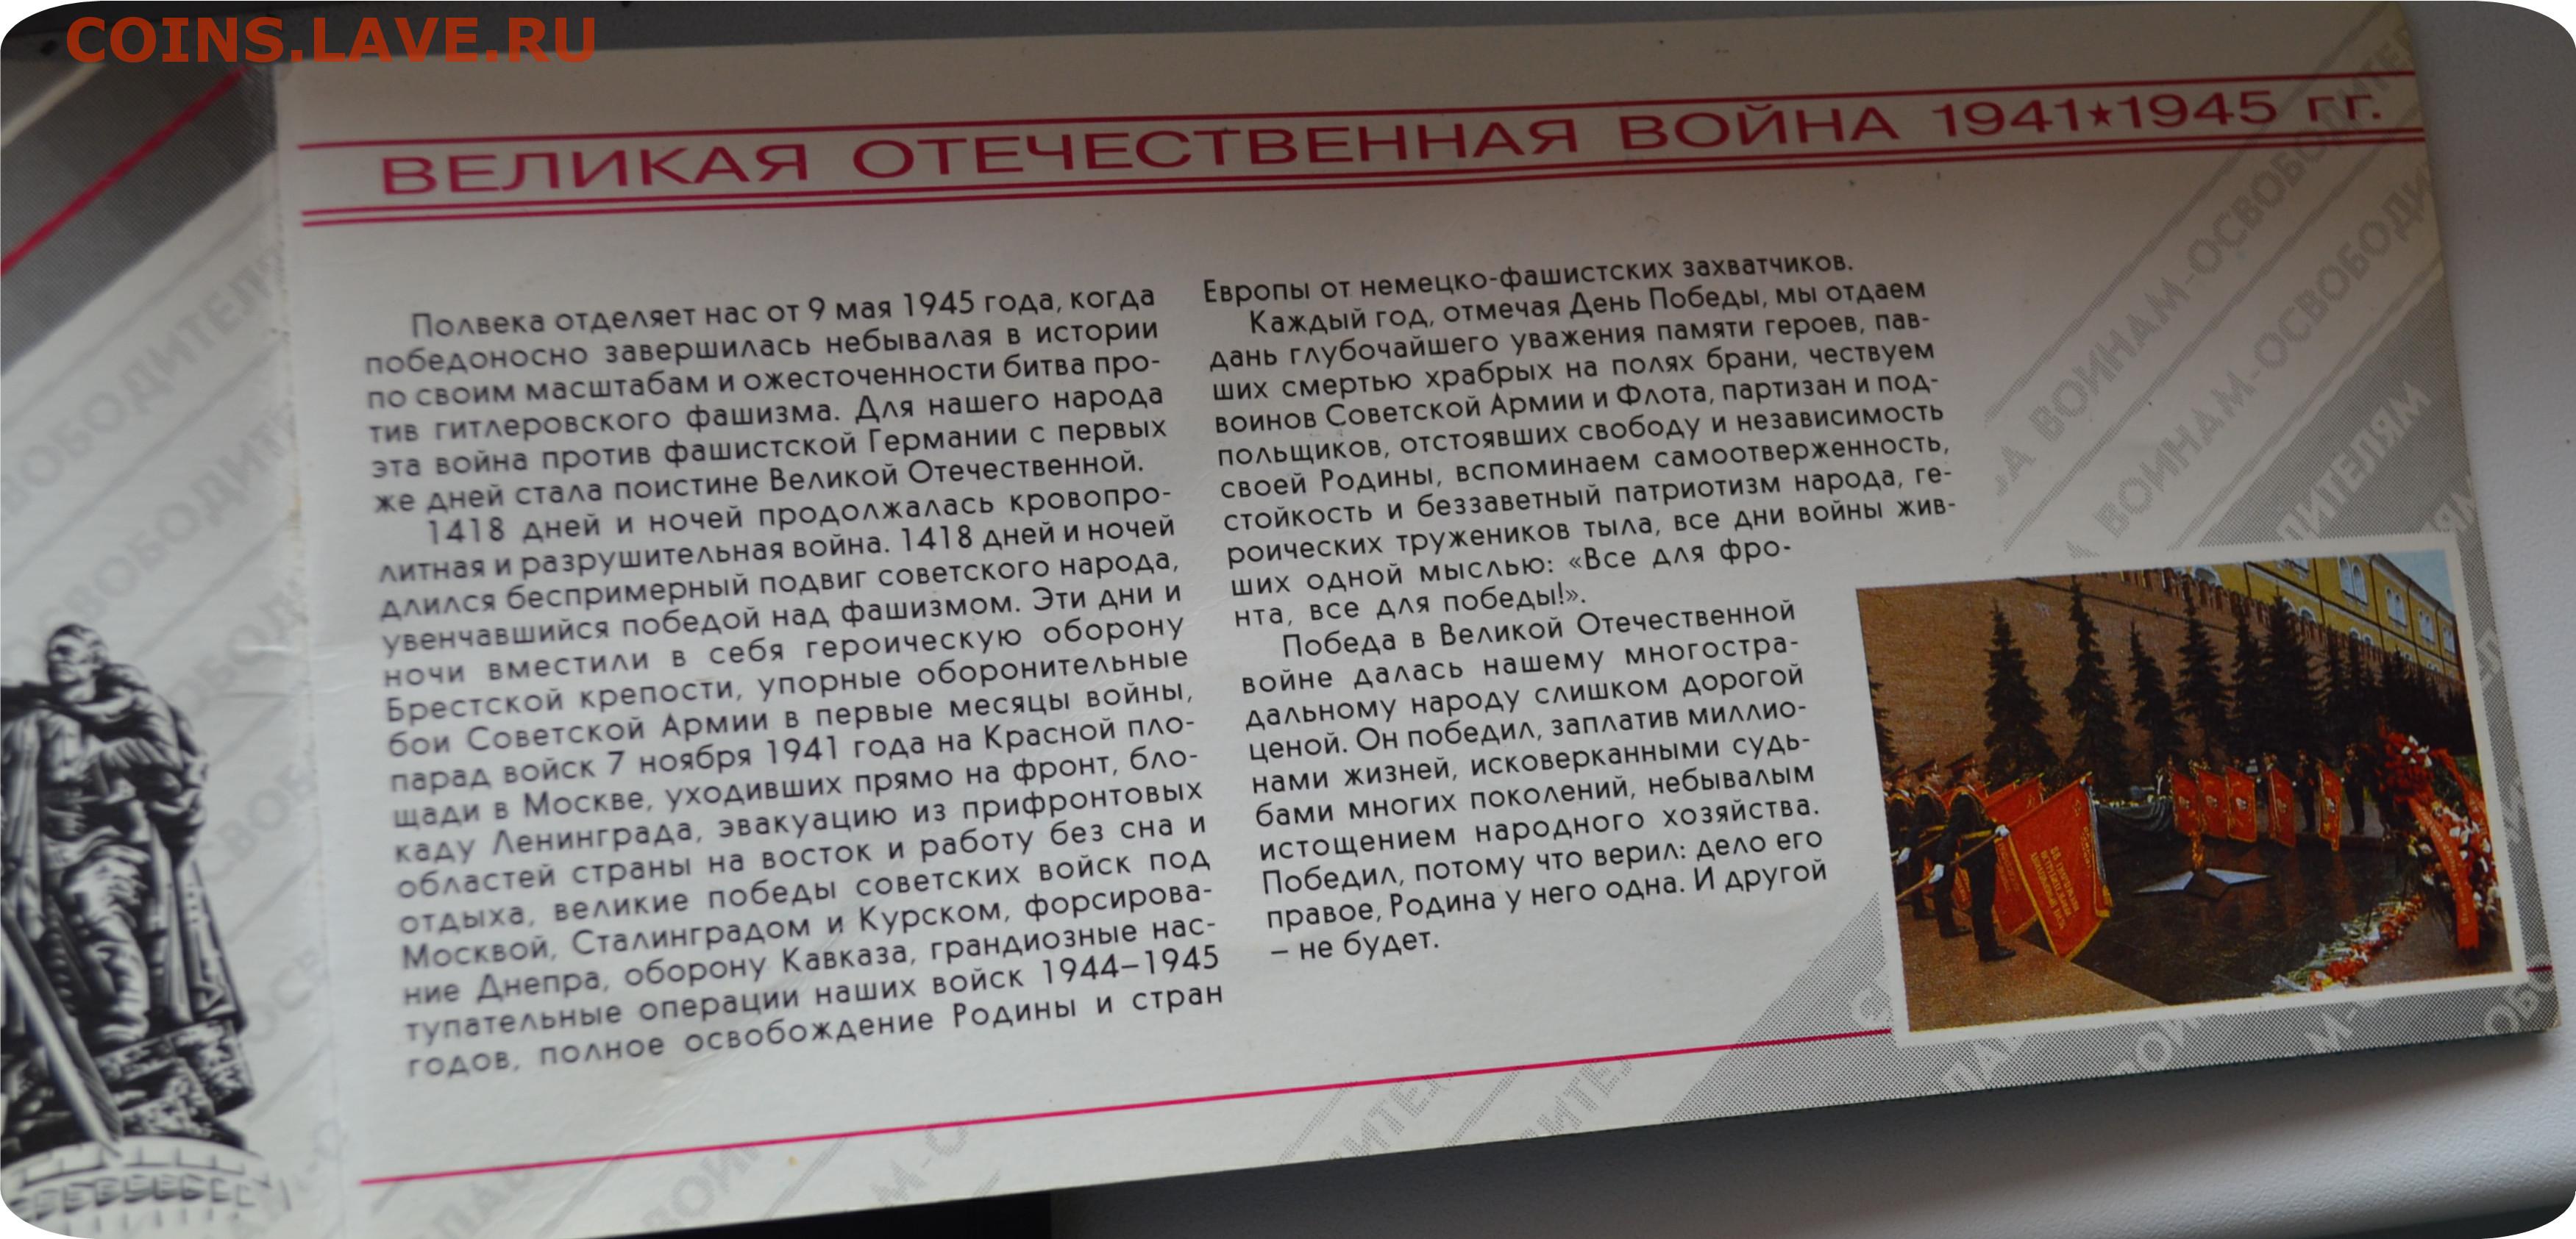 COINS.LAVE.RU
ВЕЛИКАЯ ОТЕЧЕСТВЕННАЯ ВОЙНА 1941★1945 гг.
Полвека отделяет нас от 9 мая 1945 года, когда
победоносно завершилась небывалая в истории
по своим масштабам и ожесточенности битва про-
тив гитлеровского фашизма. Для нашего народа
эта война против фашистской Германии с первых
же дней стала поистине Великой Отечественной.
1418 дней и ночей продолжалась кровопро-
литная и разрушительная война. 1418 дней и ночей
длился беспримерный подвиг советского народа,
увенчавшийся победой над фашизмом. Эти дни и
ночи вместили в себя героическую оборону
Брестской крепости, упорные оборонительные
бои Советской Армии в первые месяцы войны,
парад войск 7 ноября 1941 года на Красной пло-
щади в Москве, уходивших прямо на фронт, бло-
каду Ленинграда, эвакуацию из прифронтовых
областей страны на восток и работу без сна и
отдыха, великие победы советских войск под
Москвой, Сталинградом и Курском, форсирова-
ние Днепра, оборону Кавказа, грандиозные нас-
тупательные операции наших войск 1944–1945
годов, полное освобождение Родины и стран
Европы от немецко-фашистских захватчиков.
Каждый год, отмечая День Победы, мы отдаем
дань глубочайшего уважения памяти героев, пав-
ших смертью храбрых на полях брани, чествуем
воинов Советской Армии и Флота, партизан и под-
польщиков, отстоявших свободу и независимость
своей Родины, вспоминаем самоотверженность,
стойкость и беззаветный патриотизм народа, ге-
роических тружеников тыла, все дни войны жив-
ших одной мыслью: «Все для фро-
нта, все для победы!».
Победа в Великой Отечественной
войне далась нашему многостра-
дальному народу слишком дорогой
ценой. Он победил, заплатив миллио-
нами жизней, исковерканными судь-
бами многих поколений, небывалым
истощением народного хозяйства.
Победил, потому что верил: дело его
правое, Родина у него одна. И другой
– не будет.
ВОИНАМ-ОСВОБОДИТЕЛ
ВОИНАМ-ОСВОБОДИ